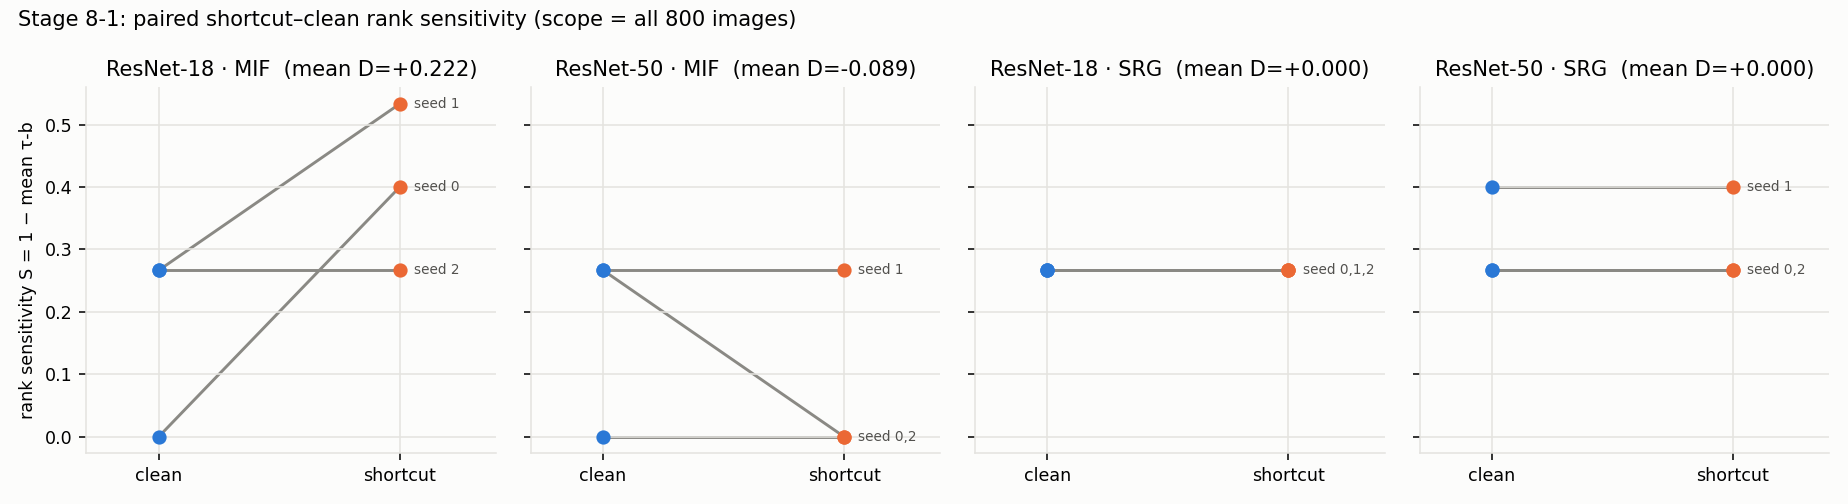 Stage 8-1: paired shortcut–clean rank sensitivity (scope = all 800 images)
ResNet-18 · MIF (mean D=+0.222)
ResNet-50 · MIF (mean D=-0.089)
ResNet-18 · SRG (mean D=+0.000)
ResNet-50 · SRG (mean D=+0.000)
rank sensitivity S = 1 − mean τ-b
0.5
0.4
0.3
0.2
0.1
0.0
seed 1
seed 0
seed 2
clean
shortcut
seed 1
seed 0,2
clean
shortcut
seed 0,1,2
clean
shortcut
seed 1
seed 0,2
clean
shortcut